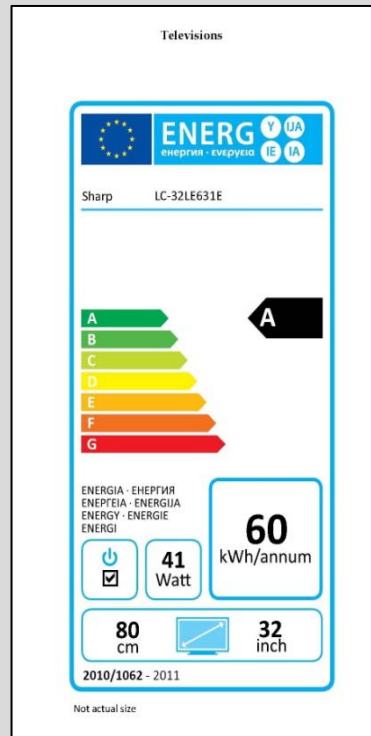 Televisions
ENERG Y IJA
енергия · ενεργεια IE IA
Sharp LC-32LE631E
A
A
B
C
D
E
F
G
ENERGIA · ЕНЕРГИЯ
ΕΝΕΡΓΕΙΑ · ENERGIJA
ENERGY · ENERGIE
ENERGI
60
kWh/annum
41
Watt
80
cm
32
inch
2010/1062 - 2011
Not actual size